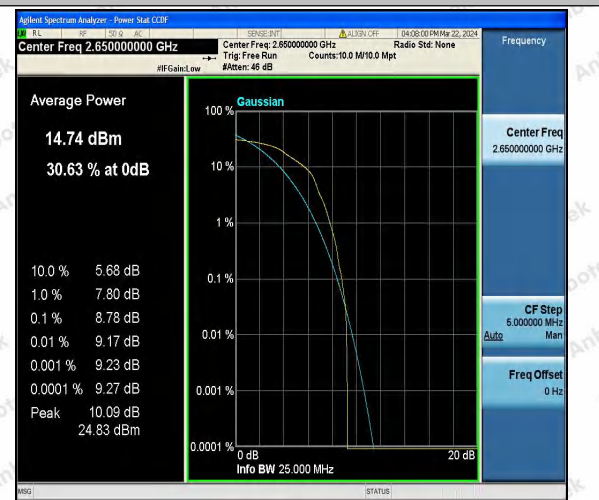 Agilent Spectrum Analyzer - Power Stat CCDF
RL RF 50 Ω AC SENSE:INT ALIGN OFF 04:08:00 PM Mar 22, 2024
Center Freq 2.650000000 GHz
Center Freq: 2.650000000 GHz Radio Std: None
Trig: Free Run Counts:10.0 M/10.0 Mpt
#IFGain:Low #Atten: 46 dB
Frequency
Average Power
14.74 dBm
30.63 % at 0dB
10.0 % 5.68 dB
1.0 % 7.80 dB
0.1 % 8.78 dB
0.01 % 9.17 dB
0.001 % 9.23 dB
0.0001 % 9.27 dB
Peak 10.09 dB
24.83 dBm
Gaussian
100 %
10 %
1 %
0.1 %
0.01 %
0.001 %
0.0001 %
0 dB 20 dB
Info BW 25.000 MHz
Center Freq
2.650000000 GHz
CF Step
5.000000 MHz
Auto Man
Freq Offset
0 Hz
MSG STATUS